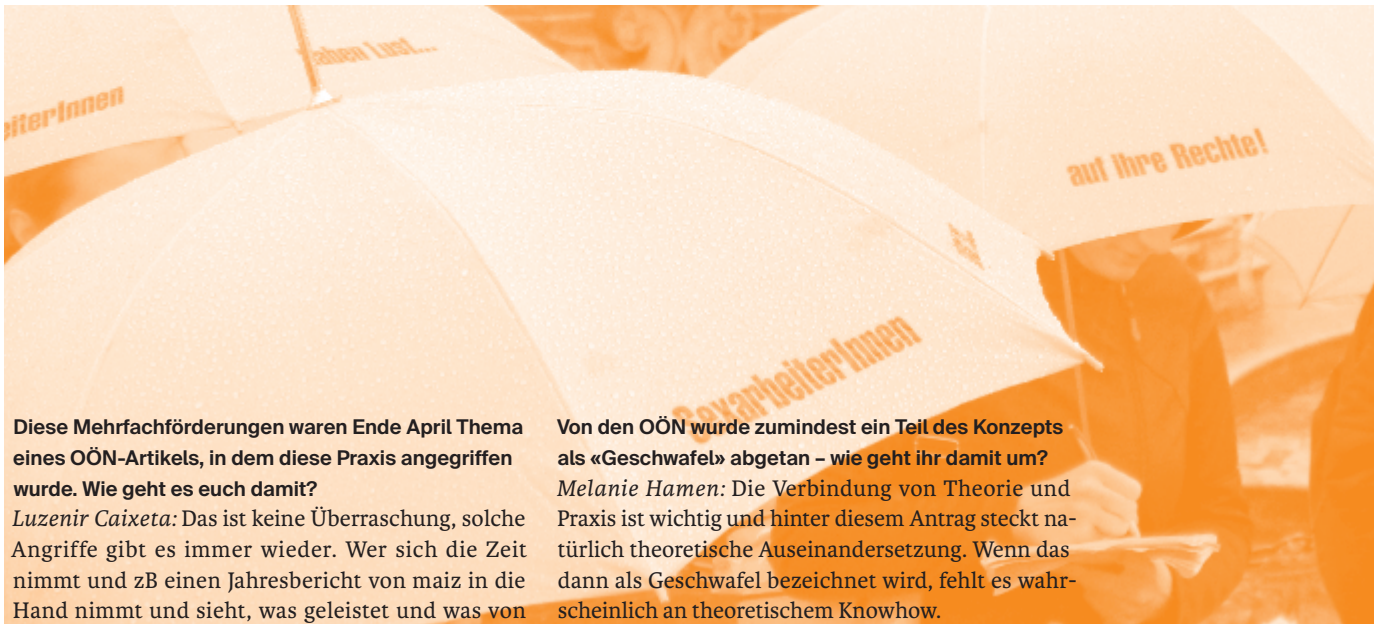 aben Lust...
eiterInnen
auf ihre Rechte!
SexarbeiterInnen
Diese Mehrfachförderungen waren Ende April Thema
eines OÖN-Artikels, in dem diese Praxis angegriffen
wurde. Wie geht es euch damit?
Luzenir Caixeta: Das ist keine Überraschung, solche
Angriffe gibt es immer wieder. Wer sich die Zeit
nimmt und zB einen Jahresbericht von maiz in die
Hand nimmt und sieht, was geleistet und was von
Von den OÖN wurde zumindest ein Teil des Konzepts
als «Geschwafel» abgetan – wie geht ihr damit um?
Melanie Hamen: Die Verbindung von Theorie und
Praxis ist wichtig und hinter diesem Antrag steckt na-
türlich theoretische Auseinandersetzung. Wenn das
dann als Geschwafel bezeichnet wird, fehlt es wahr-
scheinlich an theoretischem Knowhow.